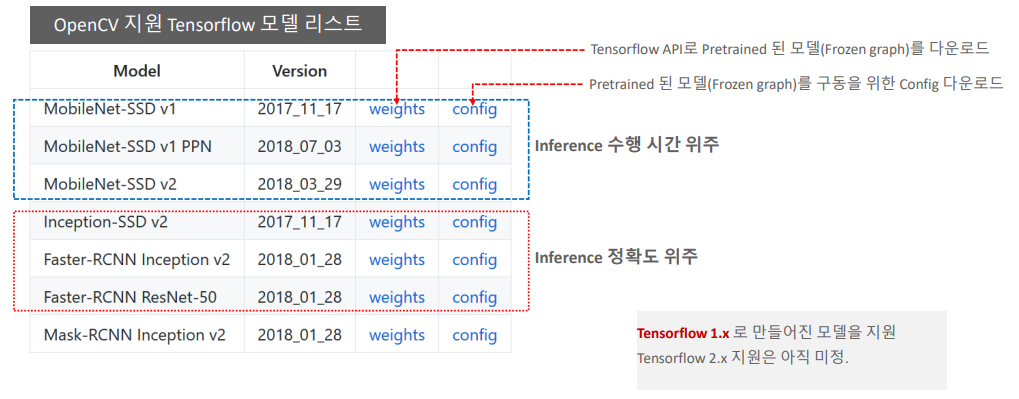 OpenCV 지원 Tensorflow 모델 리스트
Tensorflow API로 Pretrained 된 모델(Frozen graph)를 다운로드
Pretrained 된 모델(Frozen graph)를 구동을 위한 Config 다운로드
Model Version
MobileNet-SSD v1 2017_11_17 weights config
MobileNet-SSD v1 PPN 2018_07_03 weights config
MobileNet-SSD v2 2018_03_29 weights config
Inference 수행 시간 위주
Inception-SSD v2 2017_11_17 weights config
Faster-RCNN Inception v2 2018_01_28 weights config
Faster-RCNN ResNet-50 2018_01_28 weights config
Inference 정확도 위주
Mask-RCNN Inception v2 2018_01_28 weights config
Tensorflow 1.x 로 만들어진 모델을 지원
Tensorflow 2.x 지원은 아직 미정.